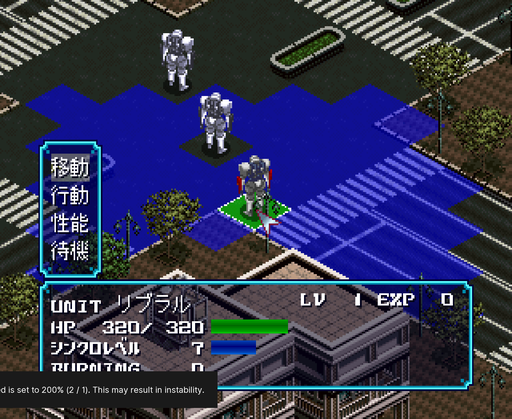 移動
行動
性能
待機
UNIT リブラル LV 1 EXP 0
HP 320/ 320
シンクロレベル 7
BURNING 0
d is set to 200% (2 / 1). This may result in instability.